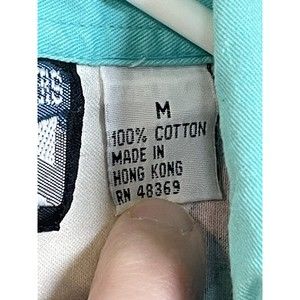 M
100% COTTON
MADE IN
HONG KONG
RN 48369